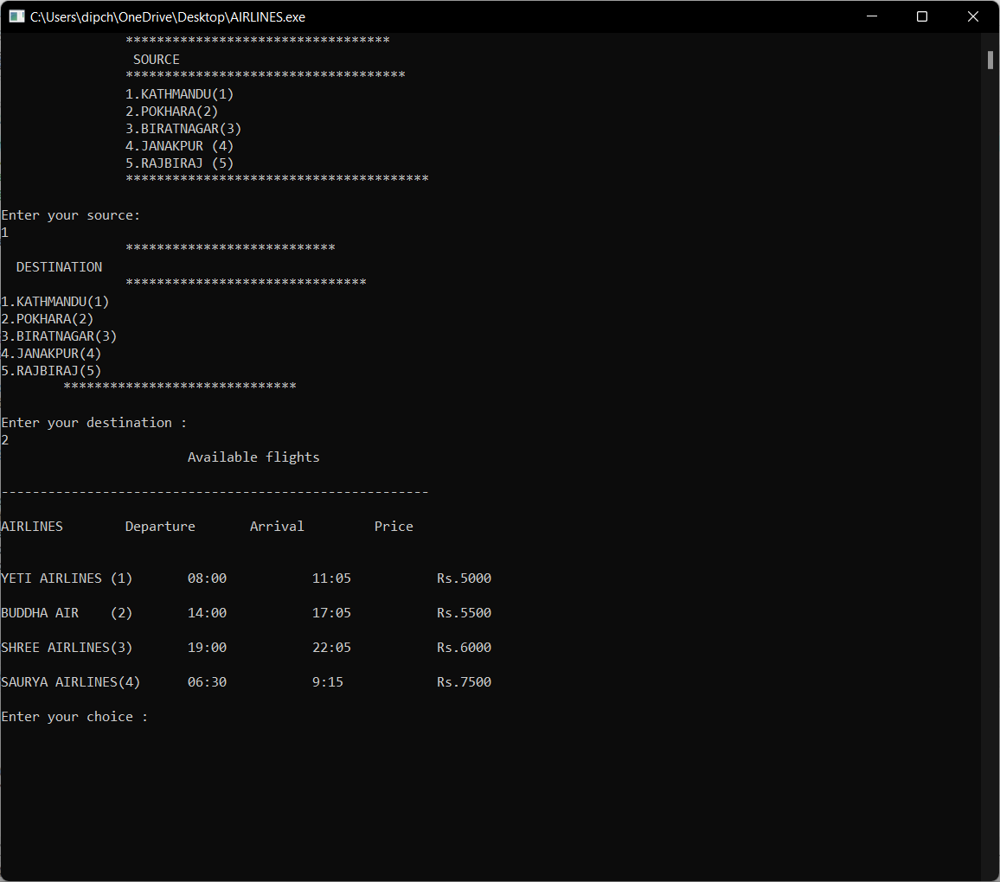 C:\Users\dipch\OneDrive\Desktop\AIRLINES.exe
**********************************
SOURCE
************************************
1.KATHMANDU(1)
2.POKHARA(2)
3.BIRATNAGAR(3)
4.JANAKPUR (4)
5.RAJBIRAJ (5)
***************************************
Enter your source:
1
***************************
DESTINATION
*******************************
1.KATHMANDU(1)
2.POKHARA(2)
3.BIRATNAGAR(3)
4.JANAKPUR(4)
5.RAJBIRAJ(5)
******************************
Enter your destination :
2
Available flights
-------------------------------------------------------
AIRLINES Departure Arrival Price
YETI AIRLINES (1) 08:00 11:05 Rs.5000
BUDDHA AIR (2) 14:00 17:05 Rs.5500
SHREE AIRLINES(3) 19:00 22:05 Rs.6000
SAURYA AIRLINES(4) 06:30 9:15 Rs.7500
Enter your choice :